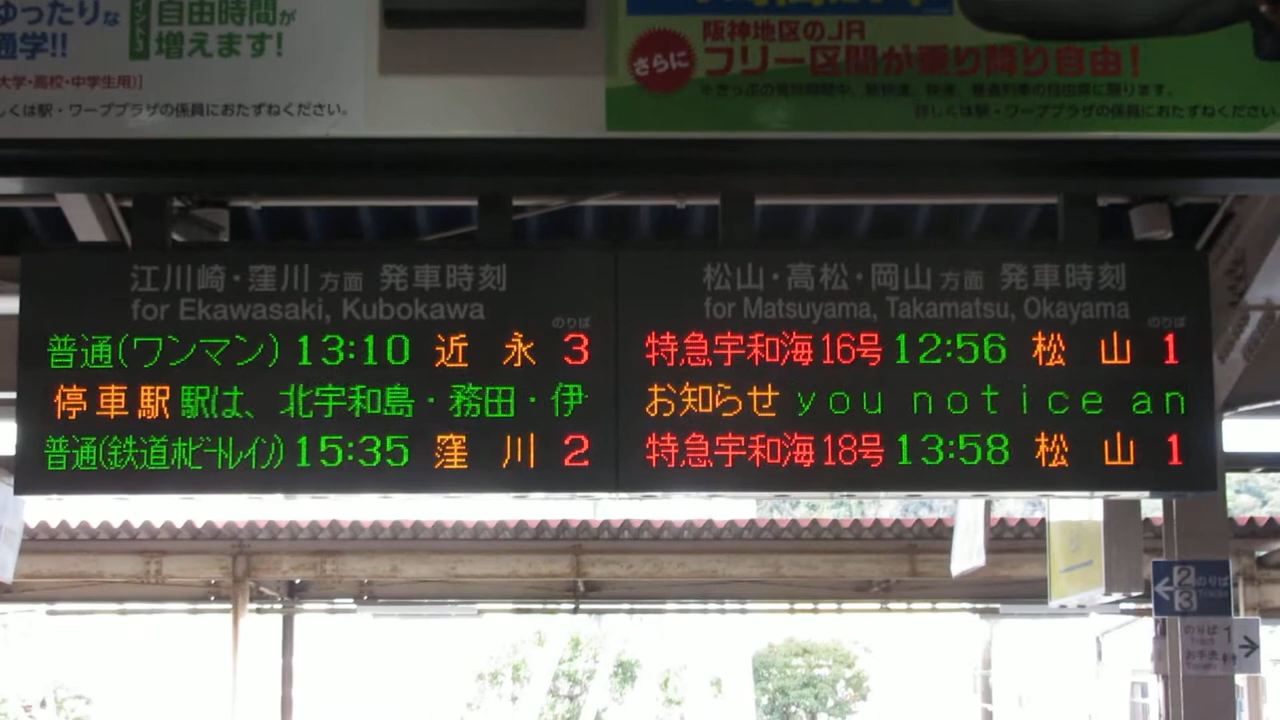 ゆったりな
通学!!
自由時間が
増えます!
大学・高校・中学生用)】
しくは駅・ワーププラザの係員におたずねください。
さらに
阪神地区のJR
フリー区間が乗り降り自由!
詳しくは駅・ワーププラザの係員におたずねください
江川崎・窪川 方面 発車時刻
for Ekawasaki, Kubokawa
のりば
普通(ワンマン) 13:10 近永 3
停車駅 駅は、北宇和島・務田・伊
普通(鉄道ホビートレイン) 15:35 窪川 2
松山・高松・岡山 方面 発車時刻
for Matsuyama, Takamatsu, Okayama
のりば
特急宇和海16号 12:56 松山 1
お知らせ you notice an
特急宇和海18号 13:58 松山 1
2 のりば
3
のりば 1